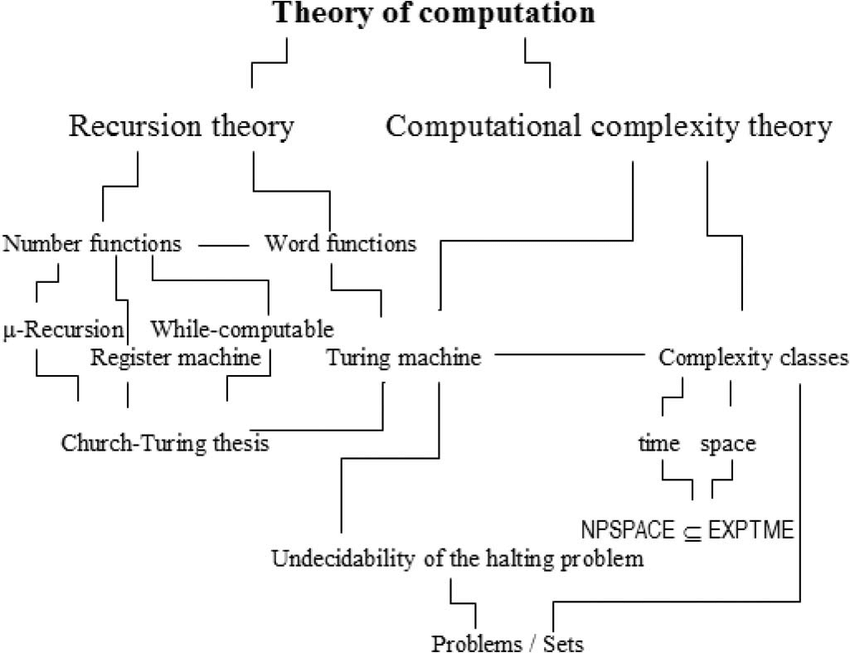 Theory of computation
Recursion theory
Computational complexity theory
Number functions
Word functions
μ-Recursion
While-computable
Register machine
Turing machine
Complexity classes
Church-Turing thesis
time
space
NPSPACE ⊆ EXPTME
Undecidability of the halting problem
Problems / Sets